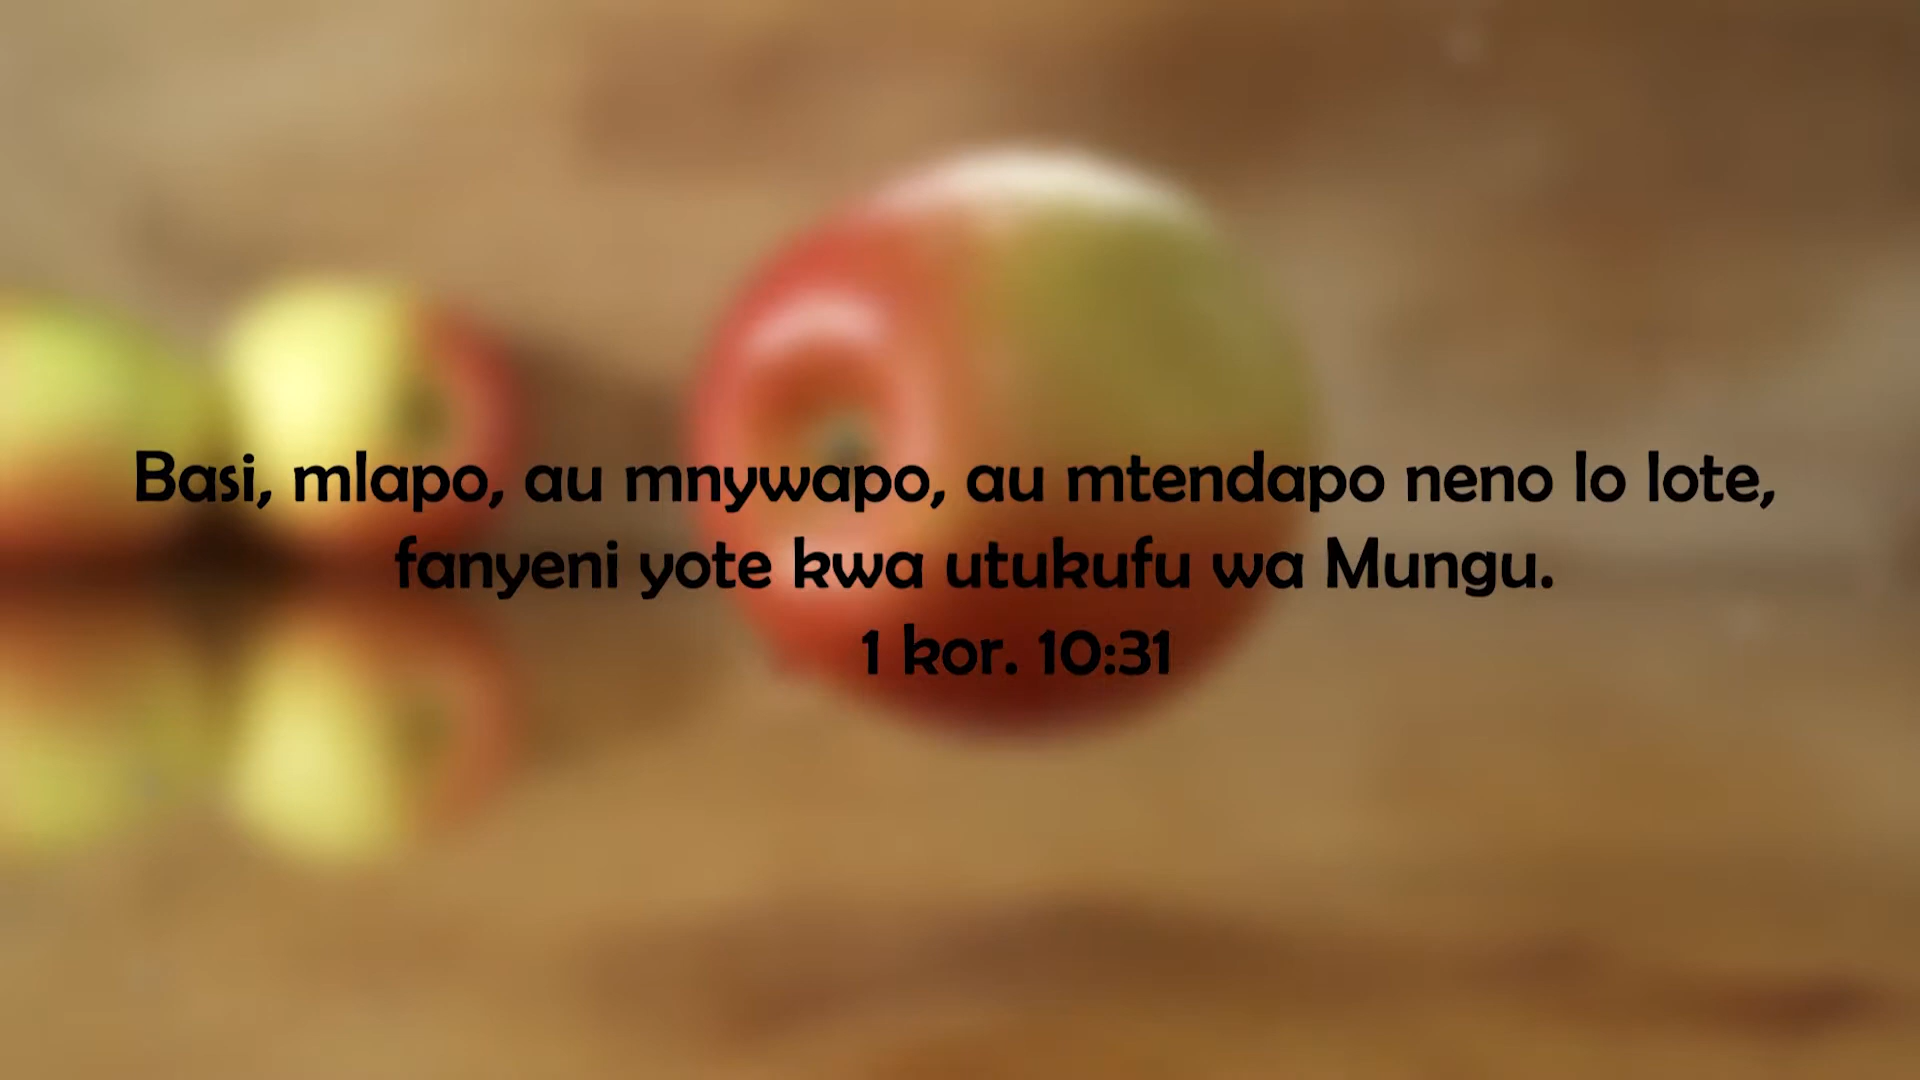 Basi, mlapo, au mnywapo, au mtendapo neno lo lote,
fanyeni yote kwa utukufu wa Mungu.
1 kor. 10:31